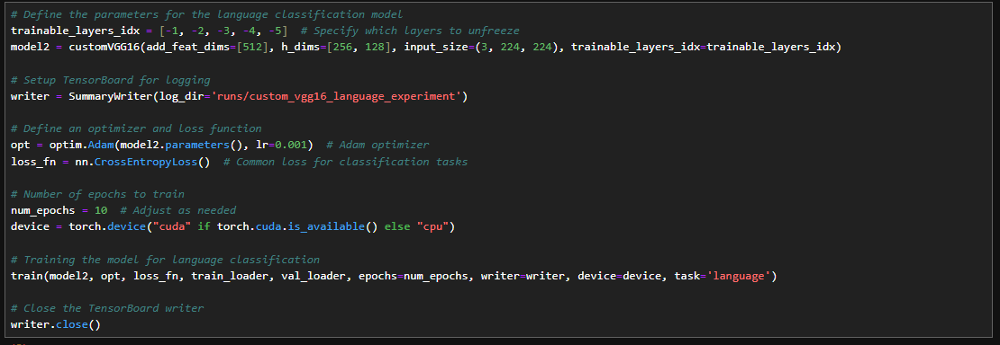 # Define the parameters for the language classification model
trainable_layers_idx = [-1, -2, -3, -4, -5]  # Specify which layers to unfreeze
model2 = customVGG16(add_feat_dims=[512], h_dims=[256, 128], input_size=(3, 224, 224), trainable_layers_idx=trainable_layers_idx)
# Setup TensorBoard for logging
writer = SummaryWriter(log_dir='runs/custom_vgg16_language_experiment')
# Define an optimizer and loss function
opt = optim.Adam(model2.parameters(), lr=0.001)  # Adam optimizer
loss_fn = nn.CrossEntropyLoss()  # Common loss for classification tasks
# Number of epochs to train
num_epochs = 10  # Adjust as needed
device = torch.device("cuda" if torch.cuda.is_available() else "cpu")
# Training the model for language classification
train(model2, opt, loss_fn, train_loader, val_loader, epochs=num_epochs, writer=writer, device=device, task='language')
# Close the TensorBoard writer
writer.close()